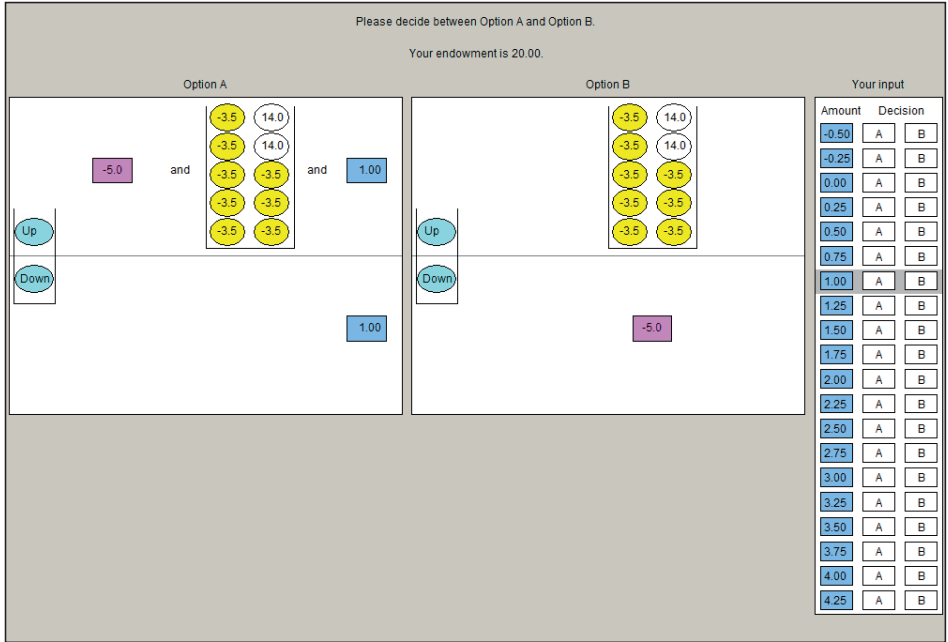 Please decide between Option A and Option B.
Your endowment is 20.00.
Option A
-3.5 14.0
-3.5 14.0
-5.0 and -3.5 -3.5 and 1.00
-3.5 -3.5
Up -3.5 -3.5
Down
1.00
Option B
-3.5 14.0
-3.5 14.0
-3.5 -3.5
-3.5 -3.5
Up -3.5 -3.5
Down
-5.0
Your input
Amount Decision
-0.50 A B
-0.25 A B
0.00 A B
0.25 A B
0.50 A B
0.75 A B
1.00 A B
1.25 A B
1.50 A B
1.75 A B
2.00 A B
2.25 A B
2.50 A B
2.75 A B
3.00 A B
3.25 A B
3.50 A B
3.75 A B
4.00 A B
4.25 A B